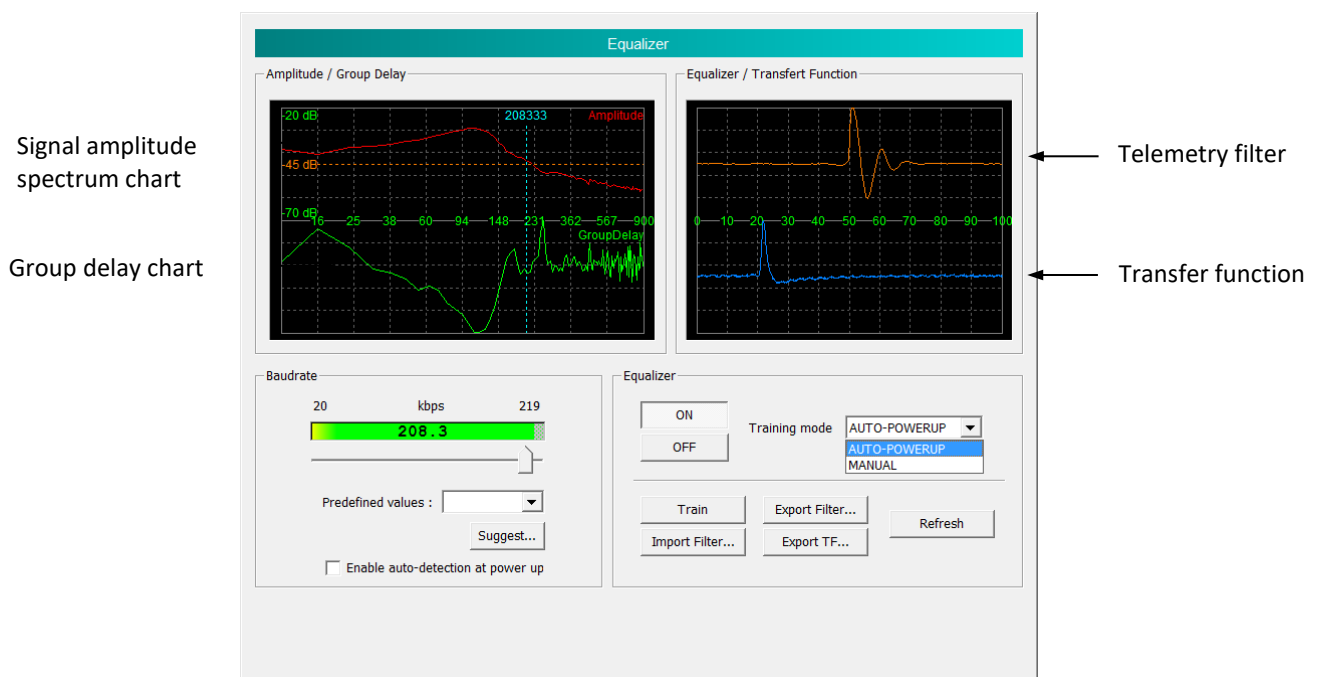 Equalizer
Amplitude / Group Delay
Equalizer / Transfert Function
Signal amplitude
spectrum chart
Group delay chart
-20 dB
208333
Amplitude
-45 dB
-70 dB
16 25 38 60 94 148 231 362 567 900
GroupDelay
0 10 20 30 40 50 60 70 80 90 100
Telemetry filter
Transfer function
Baudrate
20 kbps 219
208.3
Predefined values :
Suggest...
Enable auto-detection at power up
Equalizer
ON
OFF
Training mode AUTO-POWERUP
AUTO-POWERUP
MANUAL
Train
Export Filter...
Refresh
Import Filter...
Export TF...